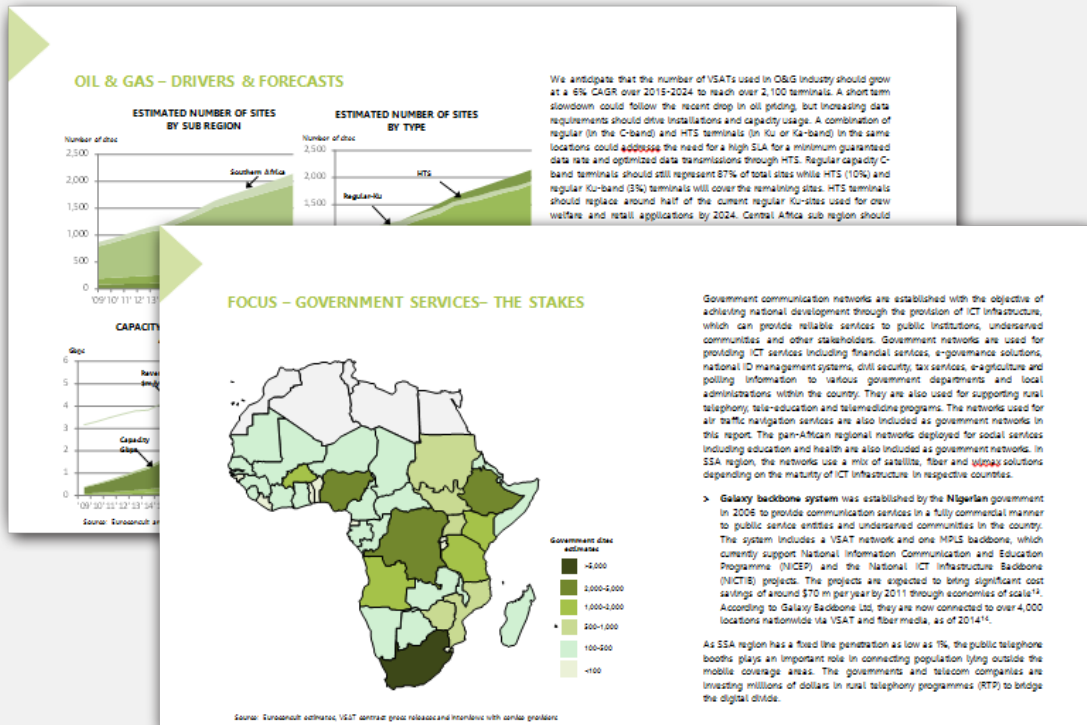 OIL & GAS – DRIVERS & FORECASTS
ESTIMATED NUMBER OF SITES
BY SUB REGION
Number of sites
2,500
2,000
1,500
1,000
500
0
'09'10'11'12'13
Southern Africa
ESTIMATED NUMBER OF SITES
BY TYPE
Number of sites
2,500
2,000
1,500
HTS
Regular-Ku
CAPACITY
Gbps
6
5
4
3
2
1
0
Capacity
Gbps
'09'10'11'12'13'14
Source: Euroconsult
We anticipate that the number of VSATs used in O&G industry should grow
at a 6% CAGR over 2015-2024 to reach over 2,100 terminals. A short term
slowdown could follow the recent drop in oil pricing, but increasing data
requirements should drive installations and capacity usage. A combination of
regular (in the C-band) and HTS terminals (in Ku or Ka-band) in the same
locations could addresse the need for a high SLA for a minimum guaranteed
data rate and optimized data transmissions through HTS. Regular capacity C-
band terminals should still represent 87% of total sites while HTS (10%) and
regular Ku-band (3%) terminals will cover the remaining sites. HTS terminals
should replace around half of the current regular Ku-sites used for crew
welfare and retail applications by 2024. Central Africa sub region should
FOCUS – GOVERNMENT SERVICES– THE STAKES
Government sites
estimates
>5,000
2,000-5,000
1,000-2,000
500-1,000
100-500
<100
Source: Euroconsult estimates, VSAT contract press releases and interviews with service providers
Government communication networks are established with the objective of
achieving national development through the provision of ICT infrastructure,
which can provide reliable services to public institutions, underserved
communities and other stakeholders. Government networks are used for
providing ICT services including financial services, e-governance solutions,
national ID management systems, civil security, tax services, e-agriculture and
polling information to various government departments and local
administrations within the country. They are also used for supporting rural
telephony, tele-education and telemedicine programs. The networks used for
air traffic navigation services are also included as government networks in
this report. The pan-African regional networks deployed for social services
including education and health are also included as government networks. In
SSA region, the networks use a mix of satellite, fiber and wimax solutions
depending on the maturity of ICT infrastructure in respective countries.
> Galaxy backbone system was established by the Nigerian government
in 2006 to provide communication services in a fully commercial manner
to public service entities and underserved communities in the country.
The system includes a VSAT network and one MPLS backbone, which
currently support National Information Communication and Education
Programme (NICEP) and the National ICT Infrastructure Backbone
(NICTIB) projects. The projects are expected to bring significant cost
savings of around $70 m per year by 2011 through economies of scale¹³.
According to Galaxy Backbone Ltd, they are now connected to over 4,000
locations nationwide via VSAT and fiber media, as of 2014¹⁴.
As SSA region has a fixed line penetration as low as 1%, the public telephone
booths plays an important role in connecting population lying outside the
mobile coverage areas. The governments and telecom companies are
investing millions of dollars in rural telephony programmes (RTP) to bridge
the digital divide.